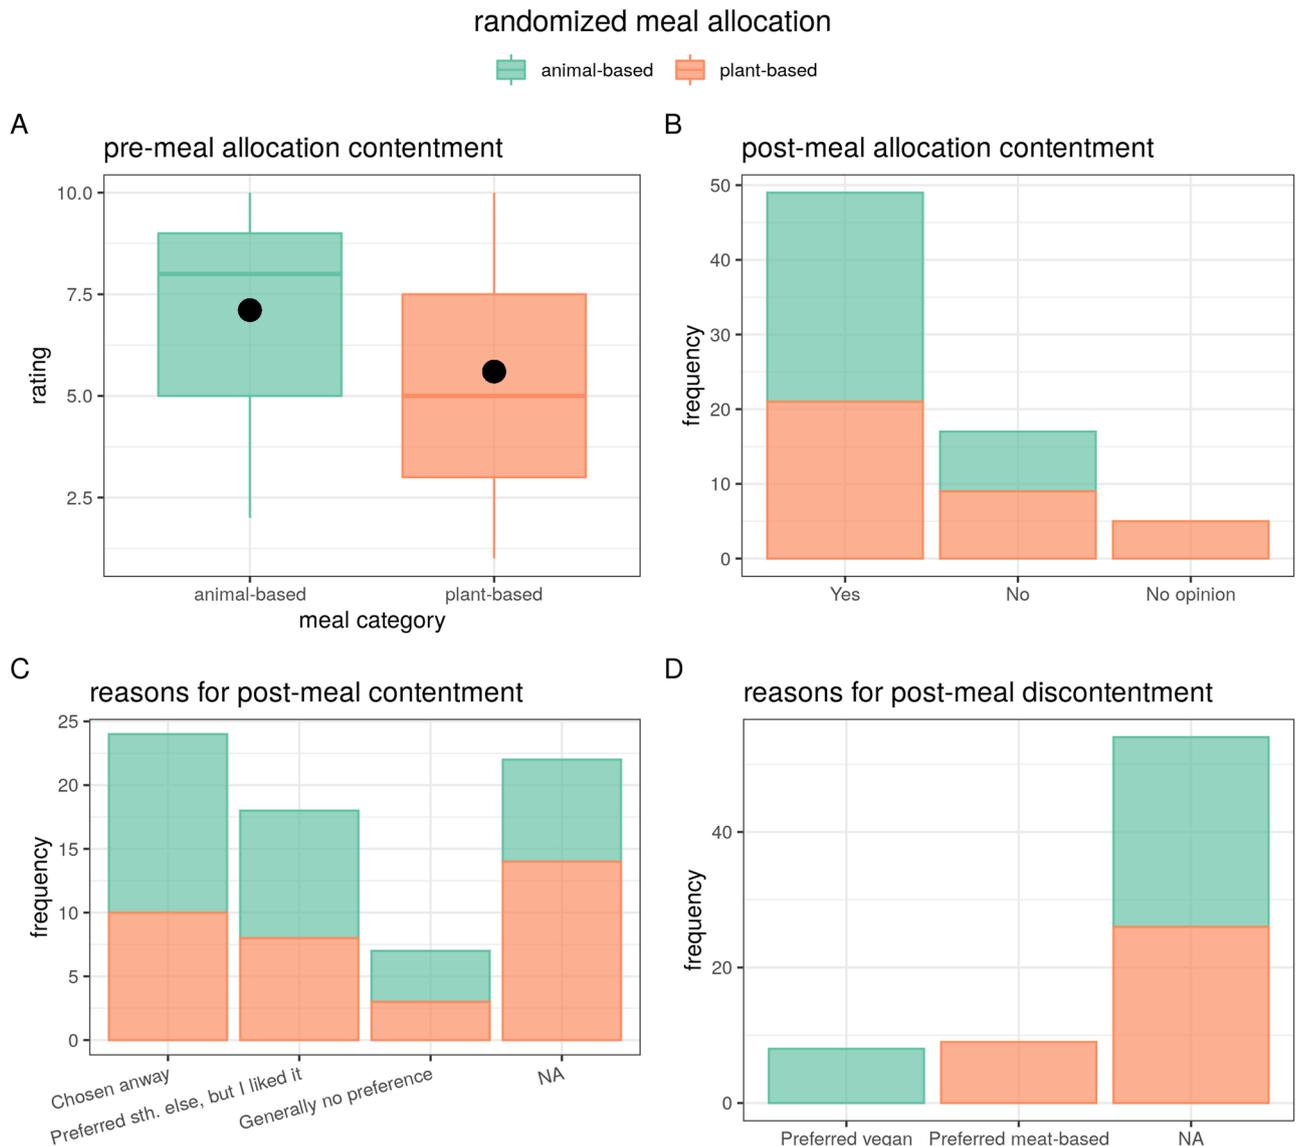 randomized meal allocation
animal-based plant-based
A
pre-meal allocation contentment
10.0
7.5
5.0
2.5
rating
animal-based plant-based
meal category
B
post-meal allocation contentment
50
40
30
20
10
0
frequency
Yes No No opinion
C
reasons for post-meal contentment
25
20
15
10
5
0
frequency
Chosen anway
Preferred sth. else, but I liked it
Generally no preference
NA
D
reasons for post-meal discontentment
40
20
0
frequency
Preferred vegan Preferred meat-based NA